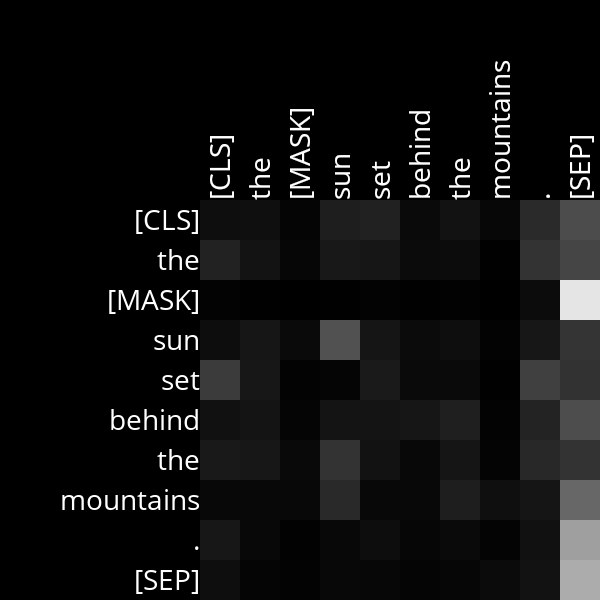 [CLS] the [MASK] sun set behind the mountains . [SEP]
[CLS]
the
[MASK]
sun
set
behind
the
mountains
.
[SEP]